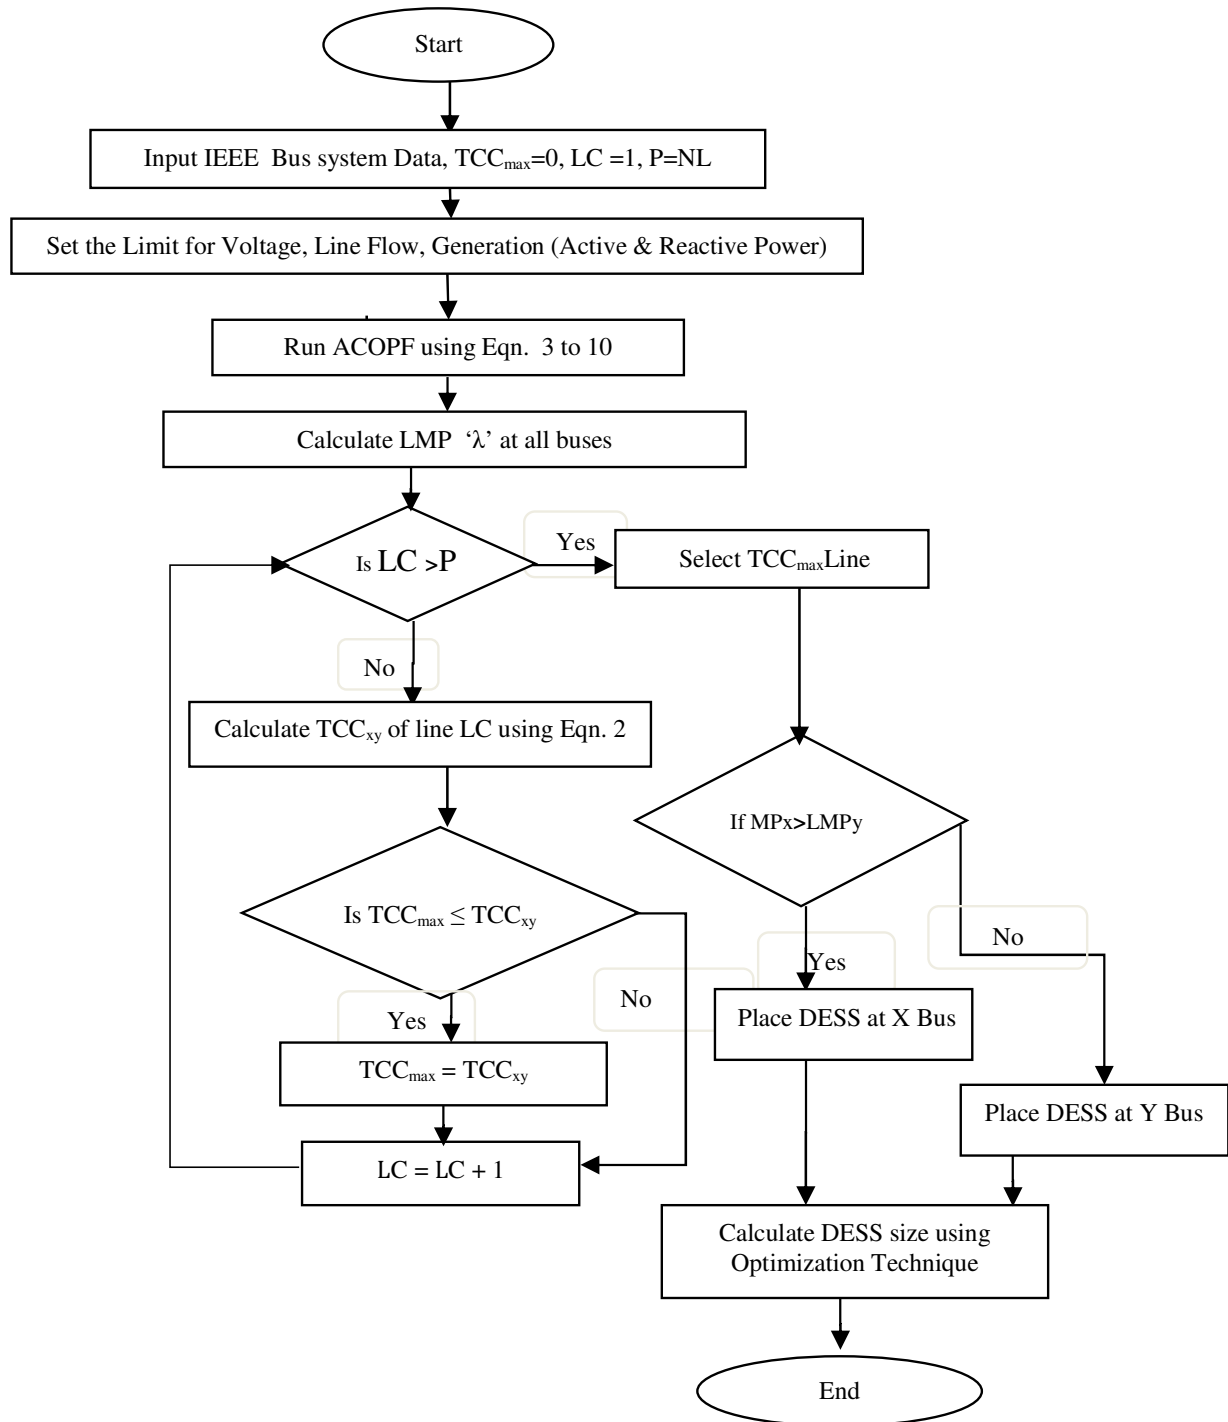 Start
Input IEEE Bus system Data, TCCmax=0, LC =1, P=NL
Set the Limit for Voltage, Line Flow, Generation (Active & Reactive Power)
Run ACOPF using Eqn. 3 to 10
Calculate LMP ‘λ’ at all buses
Is LC >P
Yes
Select TCCmaxLine
No
Calculate TCCxy of line LC using Eqn. 2
If MPx>LMPy
Is TCCmax ≤ TCCxy
No
Yes
No
Yes
Place DESS at X Bus
TCCmax = TCCxy
Place DESS at Y Bus
LC = LC + 1
Calculate DESS size using
Optimization Technique
End